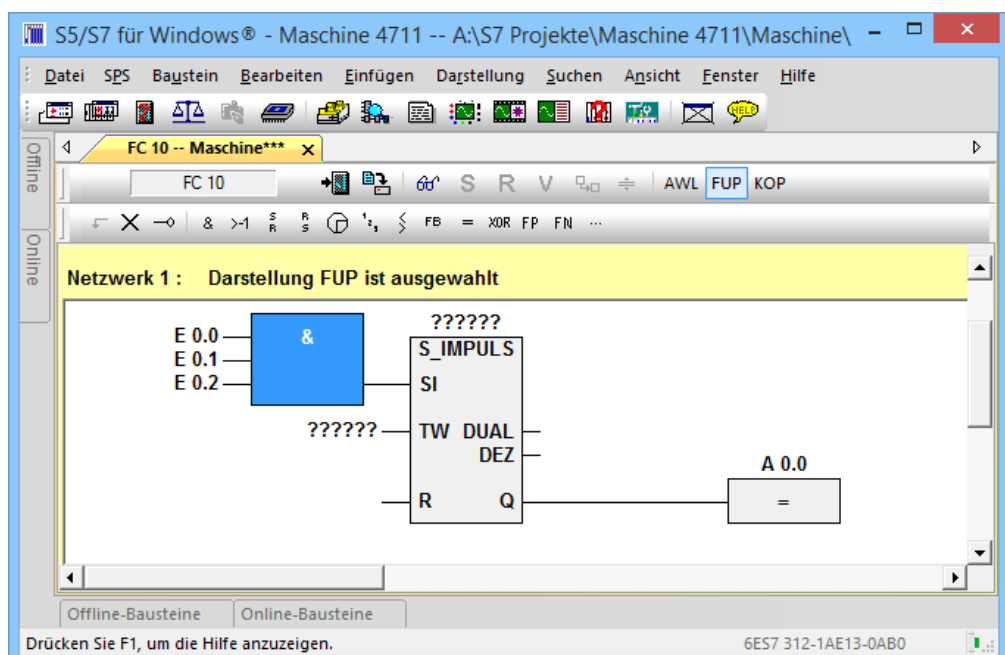 S5/S7 für Windows® - Maschine 4711 -- A:\S7 Projekte\Maschine 4711\Maschine\
Datei SPS Baustein Bearbeiten Einfügen Darstellung Suchen Ansicht Fenster Hilfe
HELP
Offline
Online
FC 10 -- Maschine*** x
FC 10 S R V AWL FUP KOP
& >-1 S R R S 1²₃ FB = XOR FP FN ...
Netzwerk 1 : Darstellung FUP ist ausgewahlt
??????
E 0.0
&
S_IMPULS
E 0.1
E 0.2
SI
??????
TW DUAL
DEZ
A 0.0
R Q
=
Offline-Bausteine Online-Bausteine
Drücken Sie F1, um die Hilfe anzuzeigen. 6ES7 312-1AE13-0AB0